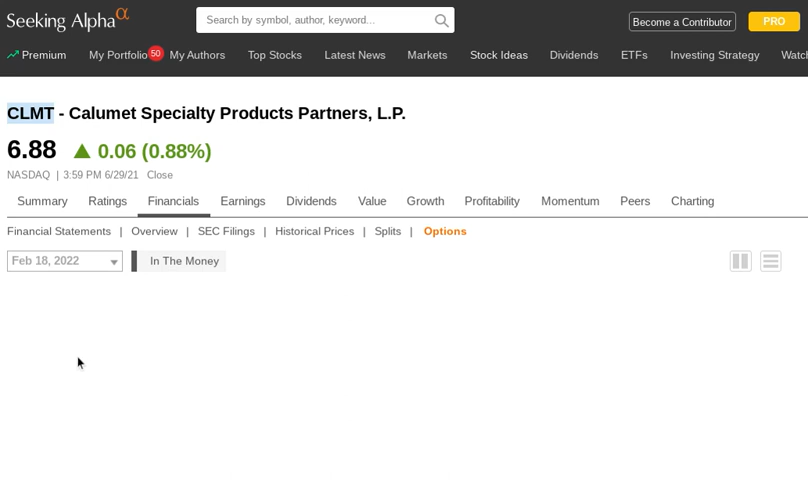 Seeking Alpha α
Search by symbol, author, keyword...
Become a Contributor
PRO
Premium My Portfolio 50 My Authors Top Stocks Latest News Markets Stock Ideas Dividends ETFs Investing Strategy Watch
CLMT - Calumet Specialty Products Partners, L.P.
6.88 ▲ 0.06 (0.88%)
NASDAQ | 3:59 PM 6/29/21 Close
Summary Ratings Financials Earnings Dividends Value Growth Profitability Momentum Peers Charting
Financial Statements | Overview | SEC Filings | Historical Prices | Splits | Options
Feb 18, 2022
In The Money